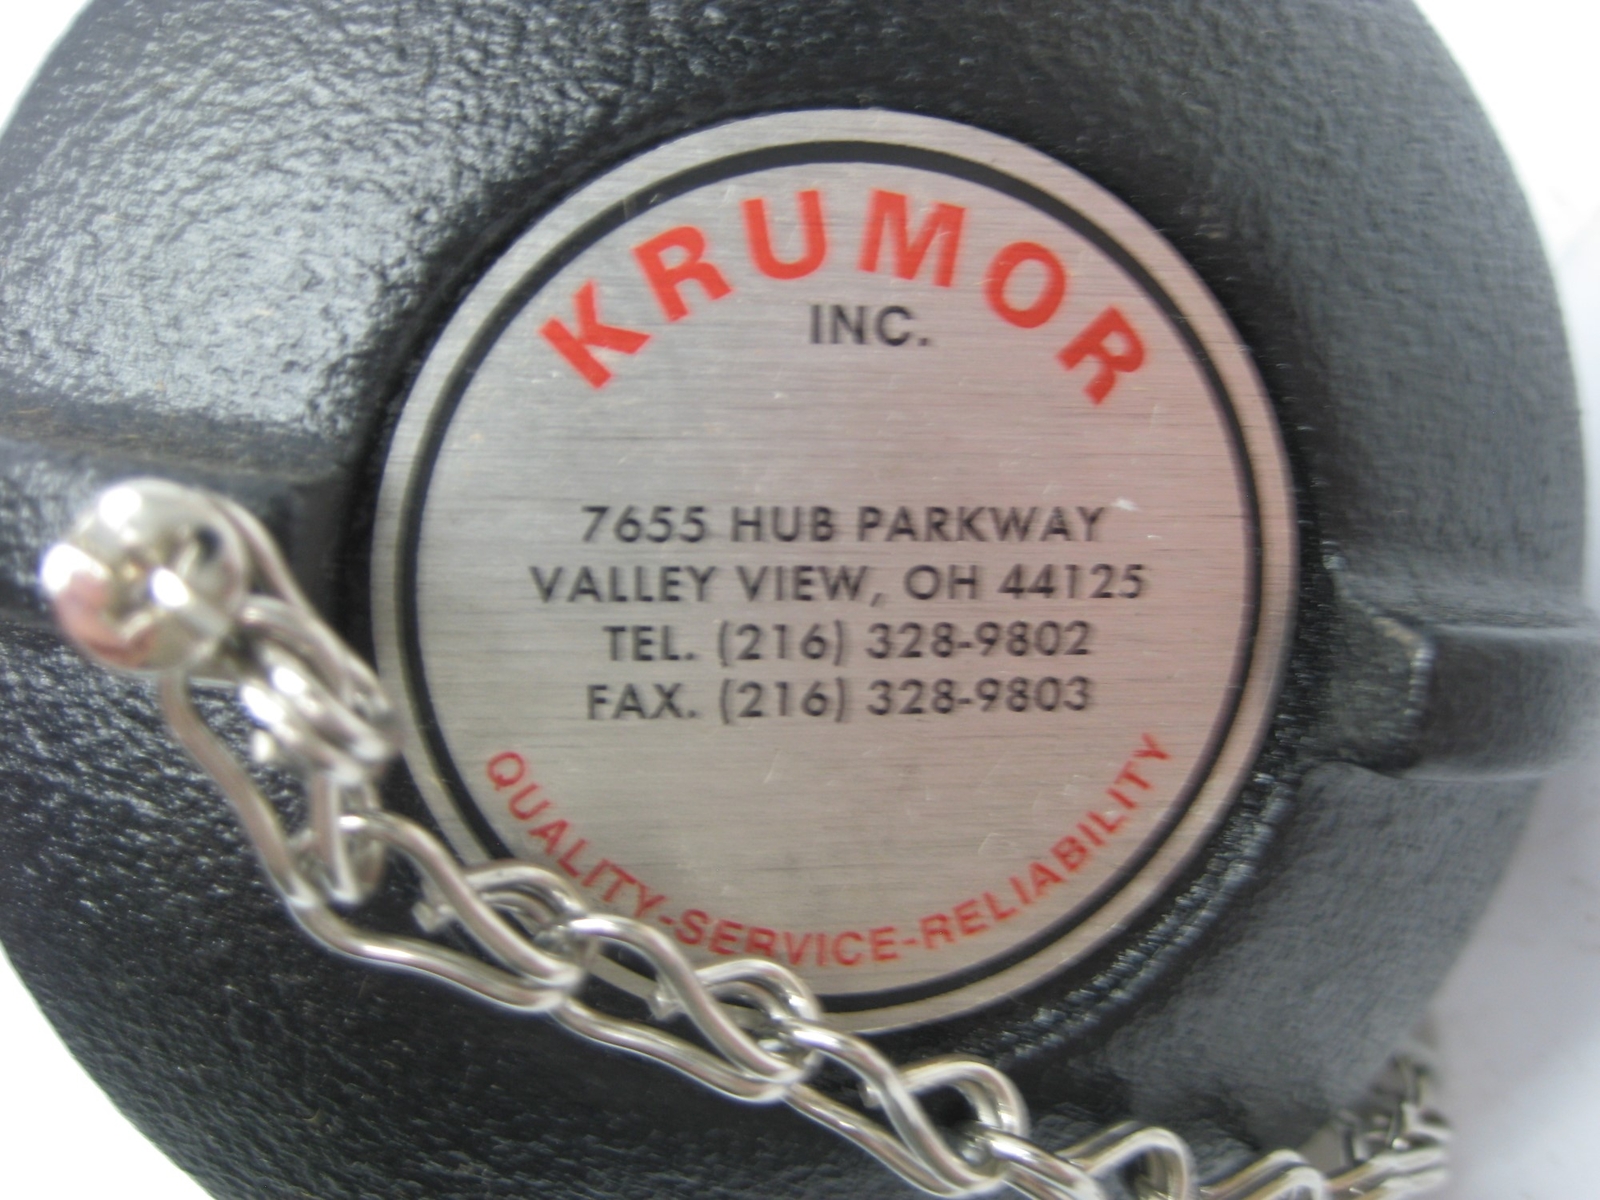 KRUMOR
INC.
7655 HUB PARKWAY
VALLEY VIEW, OH 44125
TEL. (216) 328-9802
FAX. (216) 328-9803
QUALITY-SERVICE-RELIABILITY